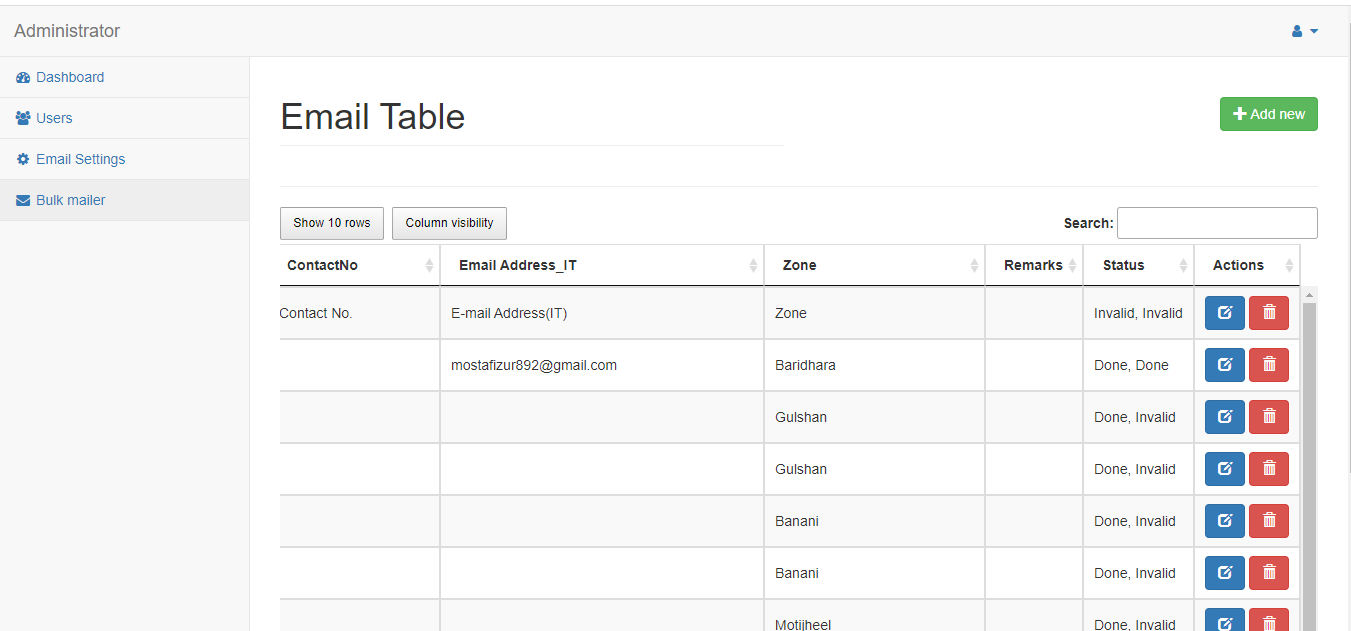 Administrator
Dashboard
Users
Email Settings
Bulk mailer
Email Table
Add new
Show 10 rows Column visibility Search:
ContactNo Email Address_IT Zone Remarks Status Actions
Contact No. E-mail Address(IT) Zone Invalid, Invalid
mostafizur892@gmail.com Baridhara Done, Done
Gulshan Done, Invalid
Gulshan Done, Invalid
Banani Done, Invalid
Banani Done, Invalid
Motijheel Done, Invalid